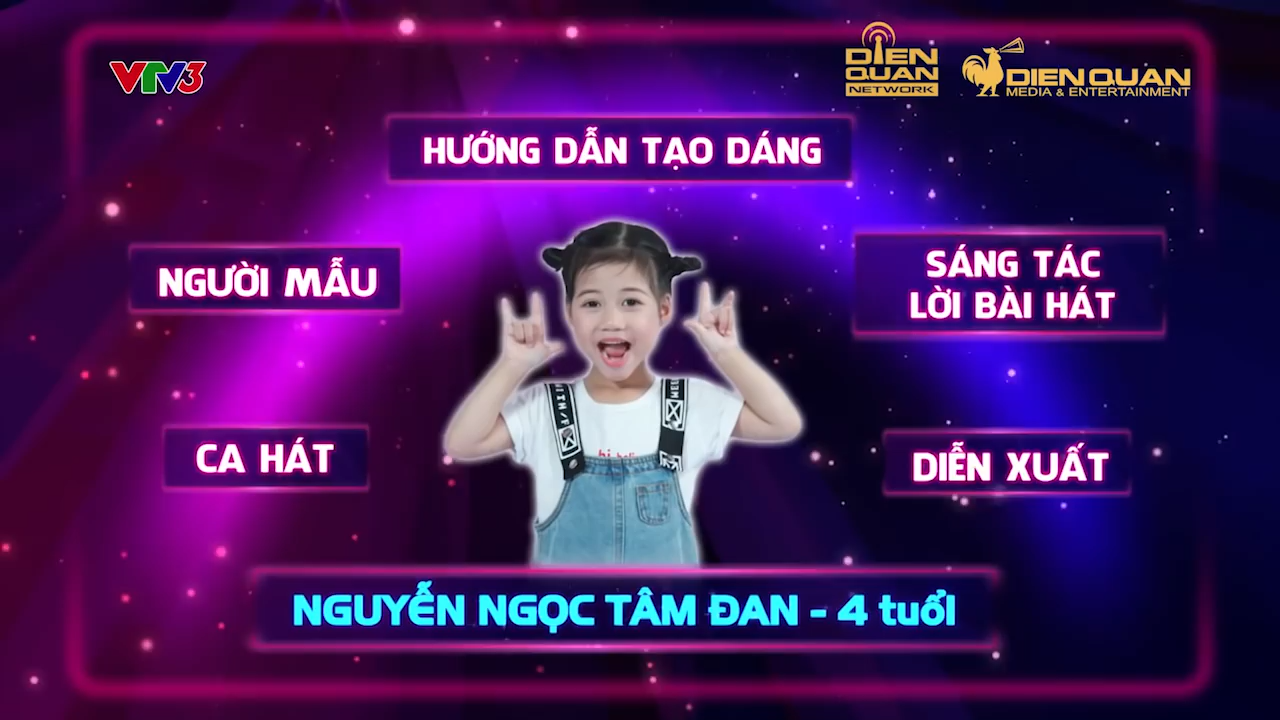 VTV3
DIEN QUAN NETWORK
DIEN QUAN
MEDIA & ENTERTAINMENT
HƯỚNG DẪN TẠO DÁNG
NGƯỜI MẪU
SÁNG TÁC
LỜI BÀI HÁT
CA HÁT
DIỄN XUẤT
NGUYỄN NGỌC TÂM ĐAN - 4 tuổi